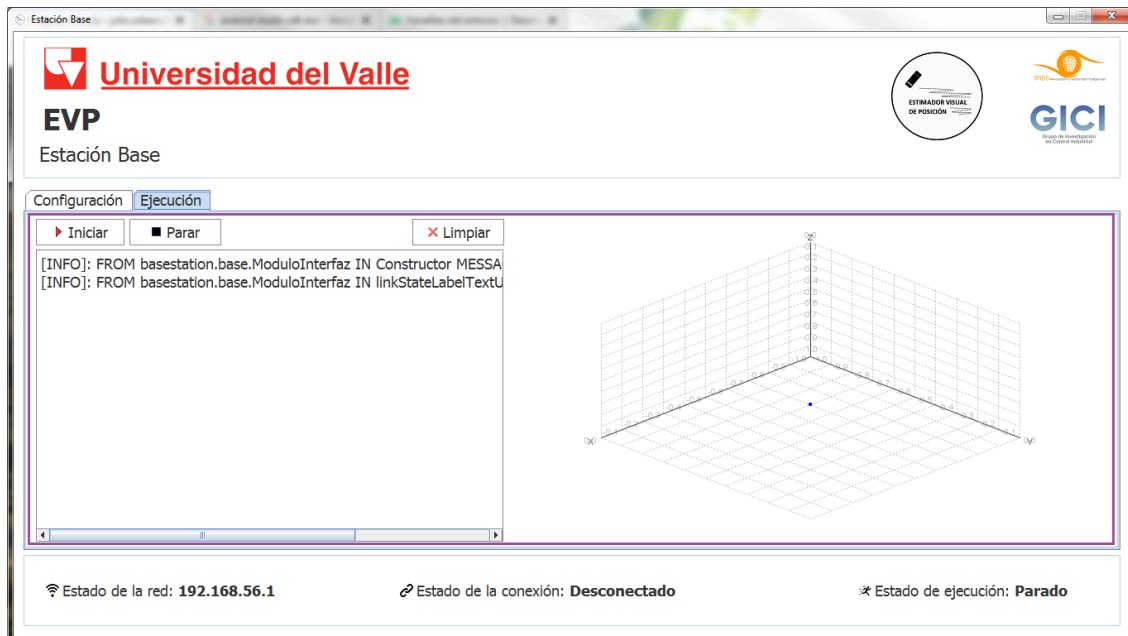 Estación Base
Universidad del Valle
EVP
Estación Base
ESTIMADOR VISUAL
DE POSICIÓN
GICI
Grupo de Investigación
en Control Industrial
Configuración
Ejecución
Iniciar
Parar
Limpiar
[INFO]: FROM basestation.base.ModuloInterfaz IN Constructor MESSA
[INFO]: FROM basestation.base.ModuloInterfaz IN linkStateLabelTextU
Z
X
Y
Estado de la red: 192.168.56.1
Estado de la conexión: Desconectado
Estado de ejecución: Parado